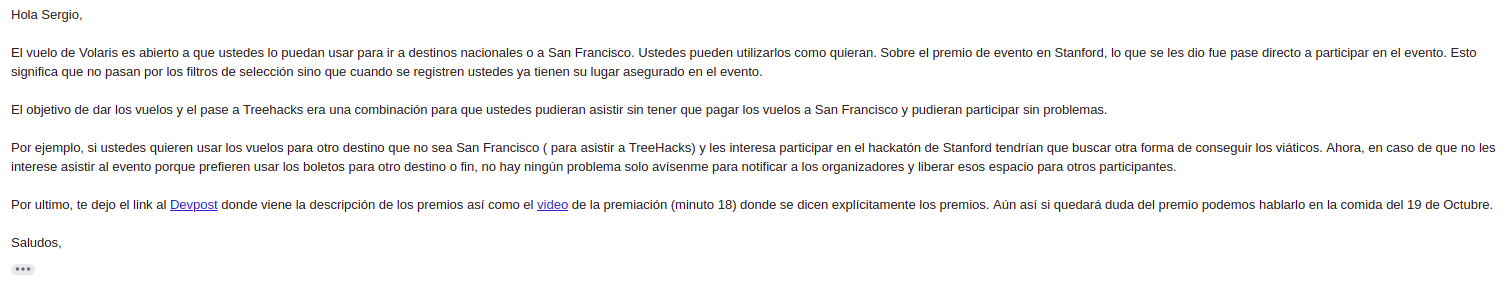 Hola Sergio,
El vuelo de Volaris es abierto a que ustedes lo puedan usar para ir a destinos nacionales o a San Francisco. Ustedes pueden utilizarlos como quieran. Sobre el premio de evento en Stanford, lo que se les dio fue pase directo a participar en el evento. Esto
significa que no pasan por los filtros de selección sino que cuando se registren ustedes ya tienen su lugar asegurado en el evento.
El objetivo de dar los vuelos y el pase a Treehacks era una combinación para que ustedes pudieran asistir sin tener que pagar los vuelos a San Francisco y pudieran participar sin problemas.
Por ejemplo, si ustedes quieren usar los vuelos para otro destino que no sea San Francisco ( para asistir a TreeHacks) y les interesa participar en el hackatón de Stanford tendrían que buscar otra forma de conseguir los viáticos. Ahora, en caso de que no les
interese asistir al evento porque prefieren usar los boletos para otro destino o fin, no hay ningún problema solo avísenme para notificar a los organizadores y liberar esos espacio para otros participantes.
Por ultimo, te dejo el link al Devpost donde viene la descripción de los premios así como el video de la premiación (minuto 18) donde se dicen explícitamente los premios. Aún así si quedará duda del premio podemos hablarlo en la comida del 19 de Octubre.
Saludos,